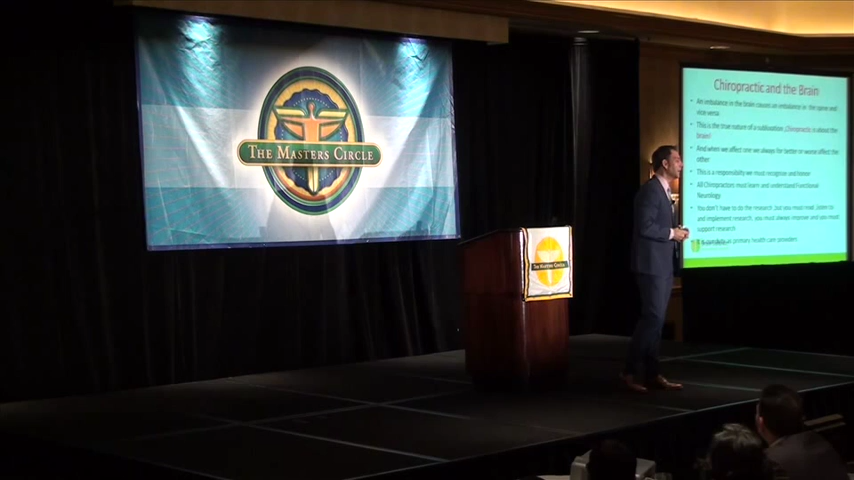 THE MASTERS CIRCLE
THE MASTERS CIRCLE
Chiropractic and the Brain
• An imbalance in the brain causes an imbalance in the spine and
vice versa
• This is the true nature of a subluxation. Chiropractic is about the
brain!
• And when we affect one we always for better or worse affect the
other
• This is a responsibility we must recognize and honor
• All Chiropractors must learn and understand Functional
Neurology
• You don't have to do the research, but you must read, listen to
and implement research, you must always improve and you must
support research
as primary health care providers